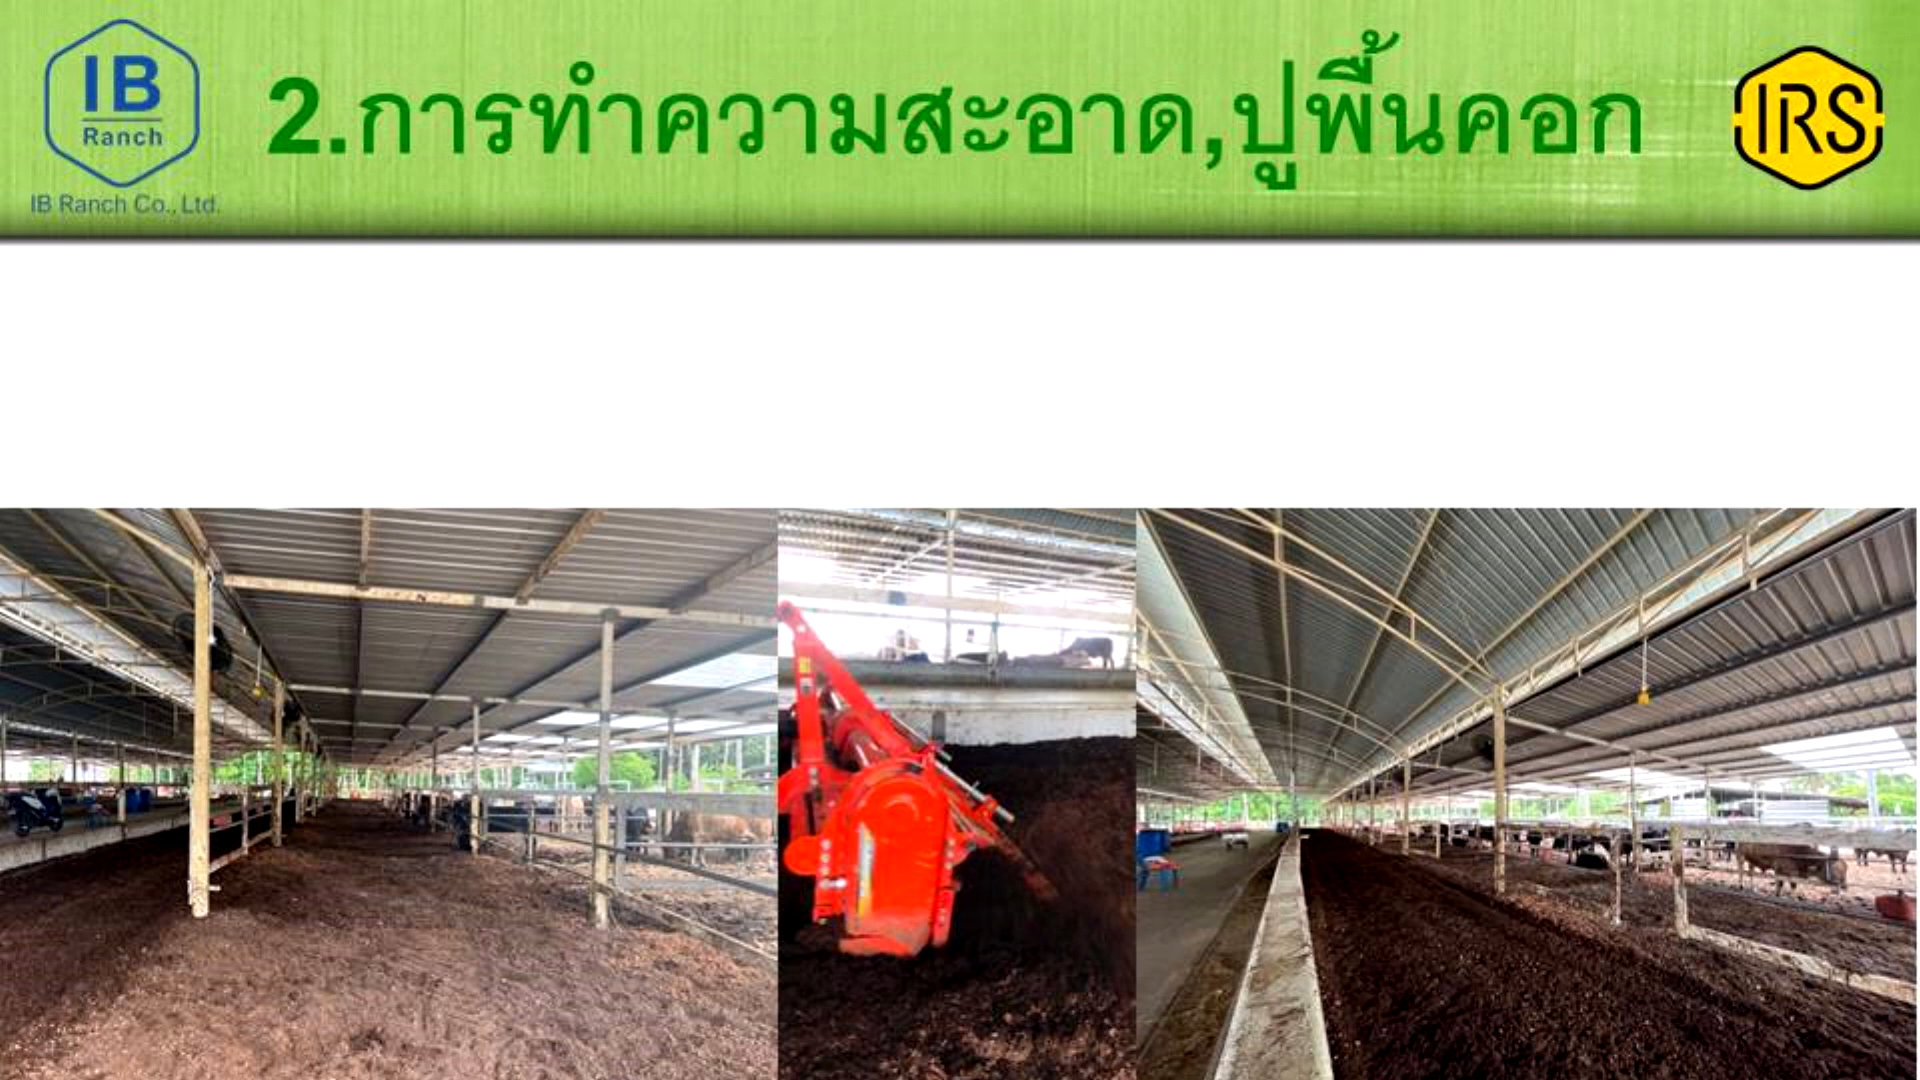 IB
Ranch
IB Ranch Co., Ltd.
2.การทำความสะอาด,ปูพื้นคอก
IRS